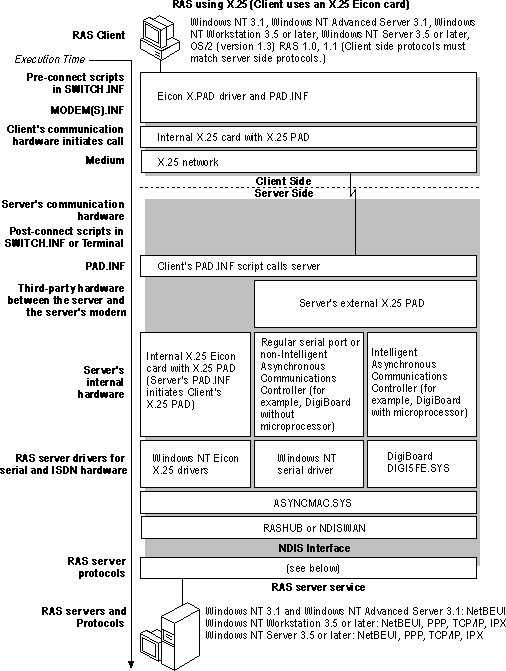 RAS using X.25 (Client uses an X.25 Eicon card)
RAS Client
Windows NT 3.1, Windows NT Advanced Server 3.1, Windows
NT Workstation 3.5 or later, Windows NT Server 3.5 or later,
OS/2 (version 1.3) RAS 1.0, 1.1 (Client side protocols must
match server side protocols.)
Execution Time
Pre-connect scripts
in SWITCH.INF
MODEM(S).INF
Eicon X.PAD driver and PAD.INF
Client's communication
hardware initiates call
Internal X.25 card with X.25 PAD
Medium
X.25 network
Client Side
Server Side
Server's communication
hardware
Post-connect scripts in
SWITCH.INF or Terminal
PAD.INF
Client's PAD.INF script calls server
Third-party hardware
between the server and
the server's modem
Server's external X.25 PAD
Server's
internal
hardware
Internal X.25 Eicon
card with X.25 PAD
(Server's PAD.INF
initiates Client's
X.25 PAD)
Regular serial port or
non-Intelligent
Asynchronous
Communications
Controller (for
example, DigiBoard
without
microprocessor)
Intelligent
Asynchronous
Communications
Controller (for
example, DigiBoard
with microprocessor)
RAS server drivers for
serial and ISDN hardware
Windows NT Eicon
X.25 drivers
Windows NT
serial driver
DigiBoard
DIGI5FE.SYS
ASYNCMAC.SYS
RASHUB or NDISWAN
NDIS Interface
RAS server
protocols
(see below)
RAS server service
RAS servers and
Protocols
Windows NT 3.1 and Windows NT Advanced Server 3.1: NetBEUI
Windows NT Workstation 3.5 or later: NetBEUI, PPP, TCP/IP, IPX
Windows NT Server 3.5 or later: NetBEUI, PPP, TCP/IP, IPX